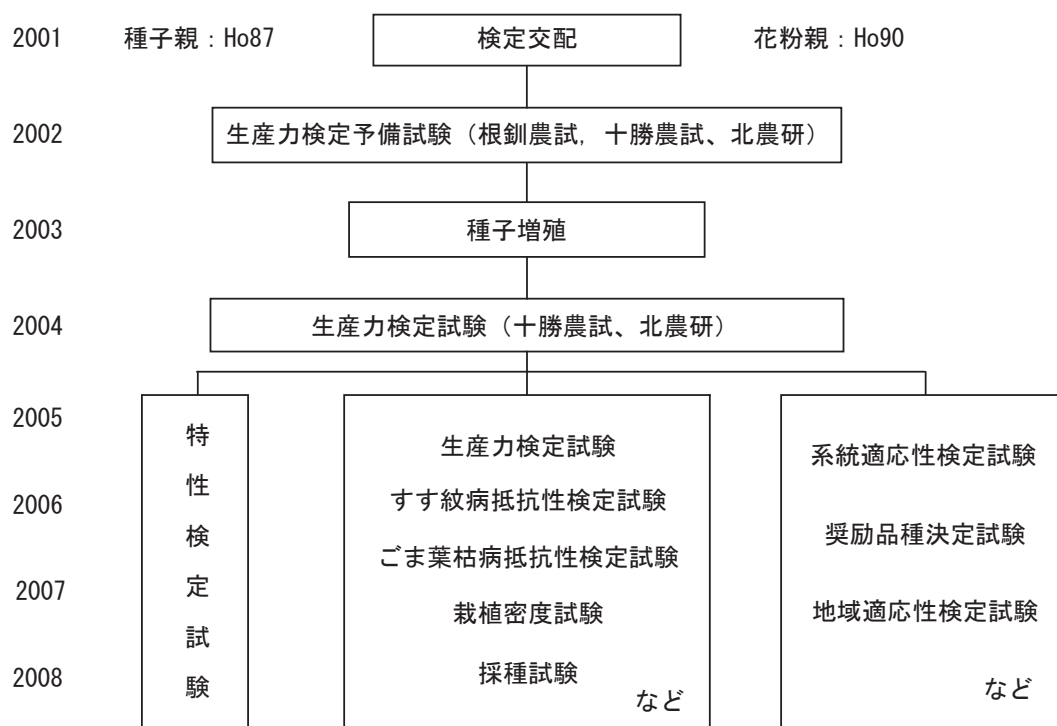 2001 種子親：Ho87 検定交配 花粉親：Ho90
2002 生産力検定予備試験（根釧農試，十勝農試、北農研）
2003 種子増殖
2004 生産力検定試験（十勝農試、北農研）
2005
2006
2007
2008
特性検定試験
生産力検定試験
すす紋病抵抗性検定試験
ごま葉枯病抵抗性検定試験
栽植密度試験
採種試験
など
系統適応性検定試験
奨励品種決定試験
地域適応性検定試験
など